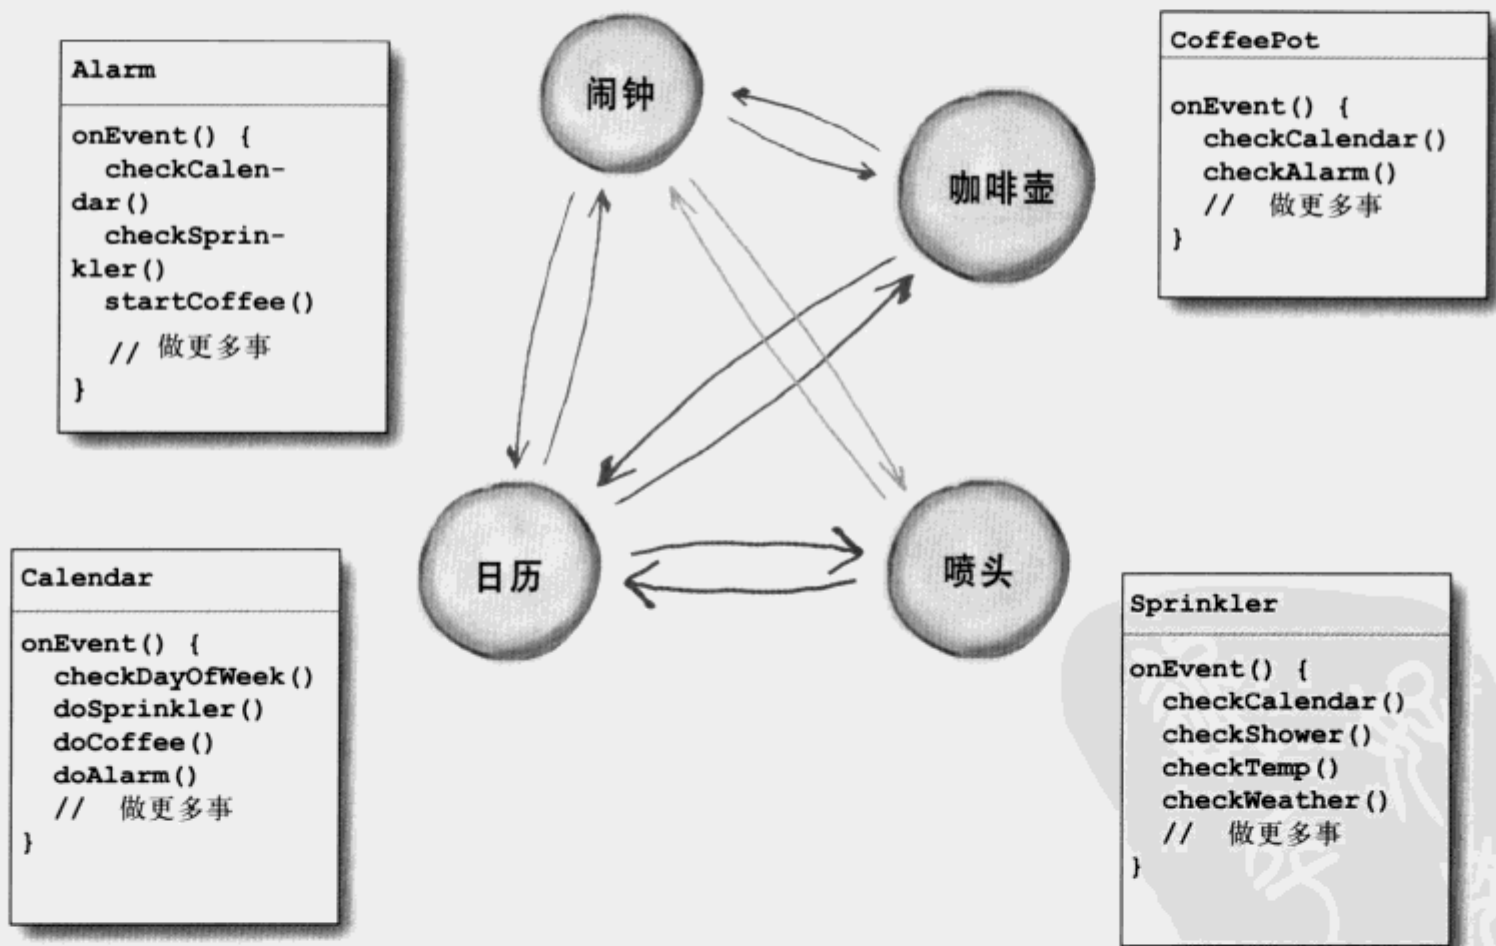 Alarm
onEvent() {
checkCalen-
dar()
checkSprin-
kler()
startCoffee()
// 做更多事
}
闹钟
咖啡壶
CoffeePot
onEvent() {
checkCalendar()
checkAlarm()
// 做更多事
}
日历
喷头
Calendar
onEvent() {
checkDayOfWeek()
doSprinkler()
doCoffee()
doAlarm()
// 做更多事
}
Sprinkler
onEvent() {
checkCalendar()
checkShower()
checkTemp()
checkWeather()
// 做更多事
}